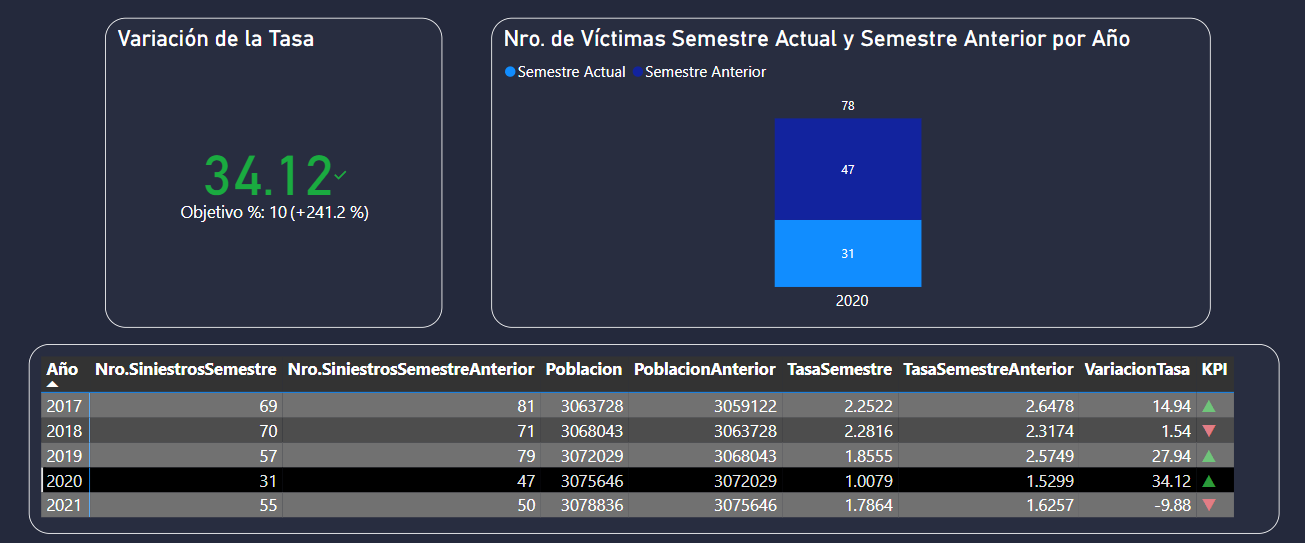 Variación de la Tasa
34.12
Objetivo %: 10 (+241.2 %)
Nro. de Víctimas Semestre Actual y Semestre Anterior por Año
Semestre Actual Semestre Anterior
78
47
31
2020
Año Nro.SiniestrosSemestre Nro.SiniestrosSemestreAnterior Poblacion PoblacionAnterior TasaSemestre TasaSemestreAnterior VariacionTasa KPI
2017 69 81 3063728 3059122 2.2522 2.6478 14.94
2018 70 71 3068043 3063728 2.2816 2.3174 1.54
2019 57 79 3072029 3068043 1.8555 2.5749 27.94
2020 31 47 3075646 3072029 1.0079 1.5299 34.12
2021 55 50 3078836 3075646 1.7864 1.6257 -9.88